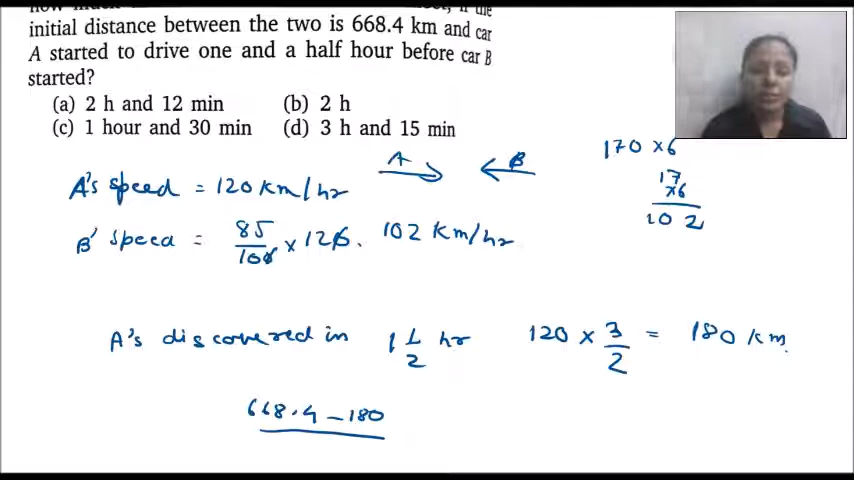 initial distance between the two is 668.4 km and car
A started to drive one and a half hour before car B
started?
(a) 2 h and 12 min (b) 2 h
(c) 1 hour and 30 min (d) 3 h and 15 min
A B
170 × 6
17
×6
102
A's speed = 120 km/hr
B' speed = 85/100 × 120. 102 km/hr
A's discovered in 1 1/2 hr 120 × 3/2 = 180 km.
668.4 – 180